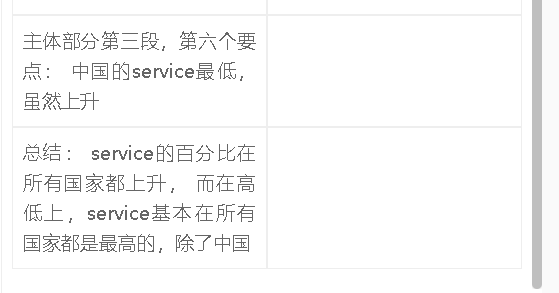 主体部分第三段，第六个要
点： 中国的service最低，
虽然上升
总结： service的百分比在
所有国家都上升， 而在高
低上，service基本在所有
国家都是最高的，除了中国